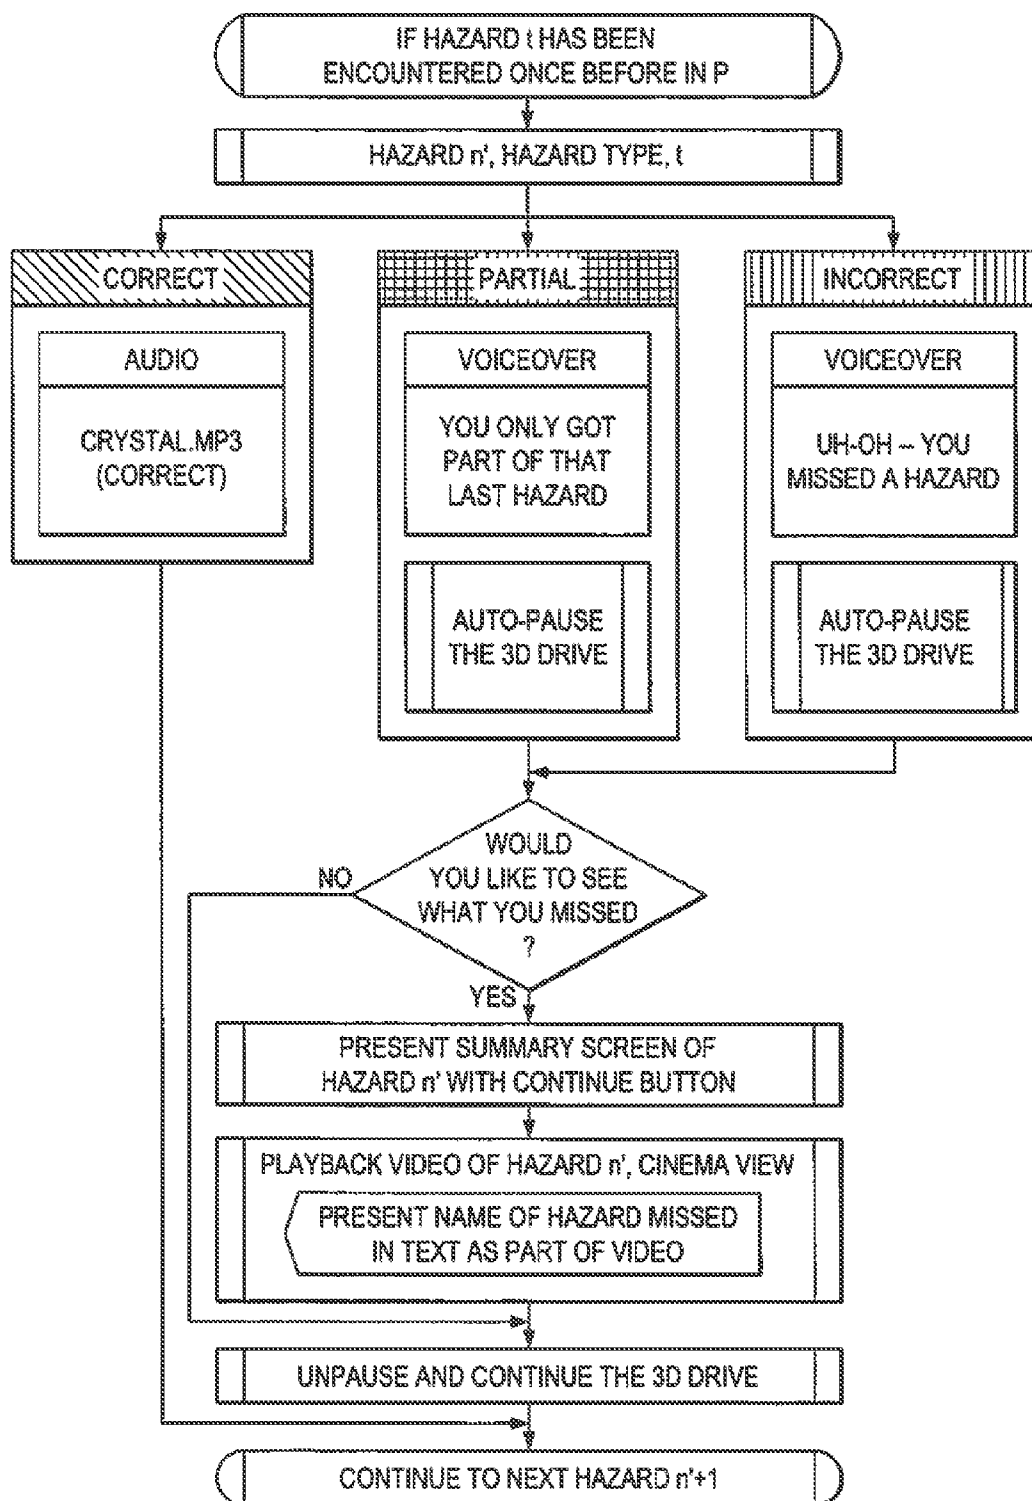 IF HAZARD t HAS BEEN
ENCOUNTERED ONCE BEFORE IN P
HAZARD n', HAZARD TYPE, t
CORRECT
AUDIO
CRYSTAL.MP3
(CORRECT)
PARTIAL
VOICEOVER
YOU ONLY GOT
PART OF THAT
LAST HAZARD
AUTO-PAUSE
THE 3D DRIVE
INCORRECT
VOICEOVER
UH-OH – YOU
MISSED A HAZARD
AUTO-PAUSE
THE 3D DRIVE
WOULD
YOU LIKE TO SEE
WHAT YOU MISSED
?
NO
YES
PRESENT SUMMARY SCREEN OF
HAZARD n' WITH CONTINUE BUTTON
PLAYBACK VIDEO OF HAZARD n', CINEMA VIEW
PRESENT NAME OF HAZARD MISSED
IN TEXT AS PART OF VIDEO
UNPAUSE AND CONTINUE THE 3D DRIVE
CONTINUE TO NEXT HAZARD n'+1